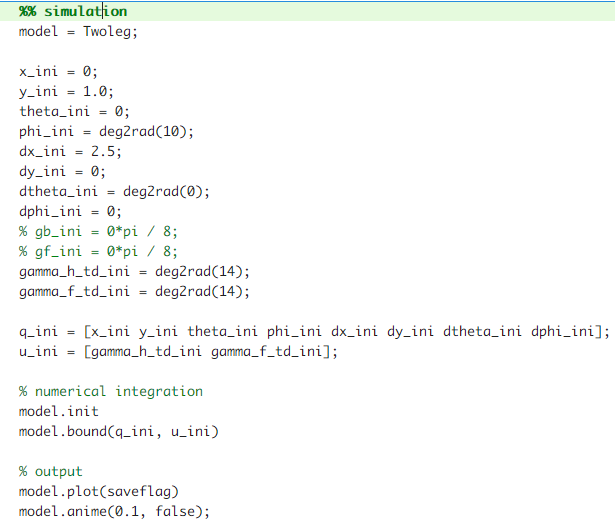 %% simulation
model = Twoleg;
x_ini = 0;
y_ini = 1.0;
theta_ini = 0;
phi_ini = deg2rad(10);
dx_ini = 2.5;
dy_ini = 0;
dtheta_ini = deg2rad(0);
dphi_ini = 0;
% gb_ini = 0*pi / 8;
% gf_ini = 0*pi / 8;
gamma_h_td_ini = deg2rad(14);
gamma_f_td_ini = deg2rad(14);
q_ini = [x_ini y_ini theta_ini phi_ini dx_ini dy_ini dtheta_ini dphi_ini];
u_ini = [gamma_h_td_ini gamma_f_td_ini];
% numerical integration
model.init
model.bound(q_ini, u_ini)
% output
model.plot(saveflag)
model.anime(0.1, false);